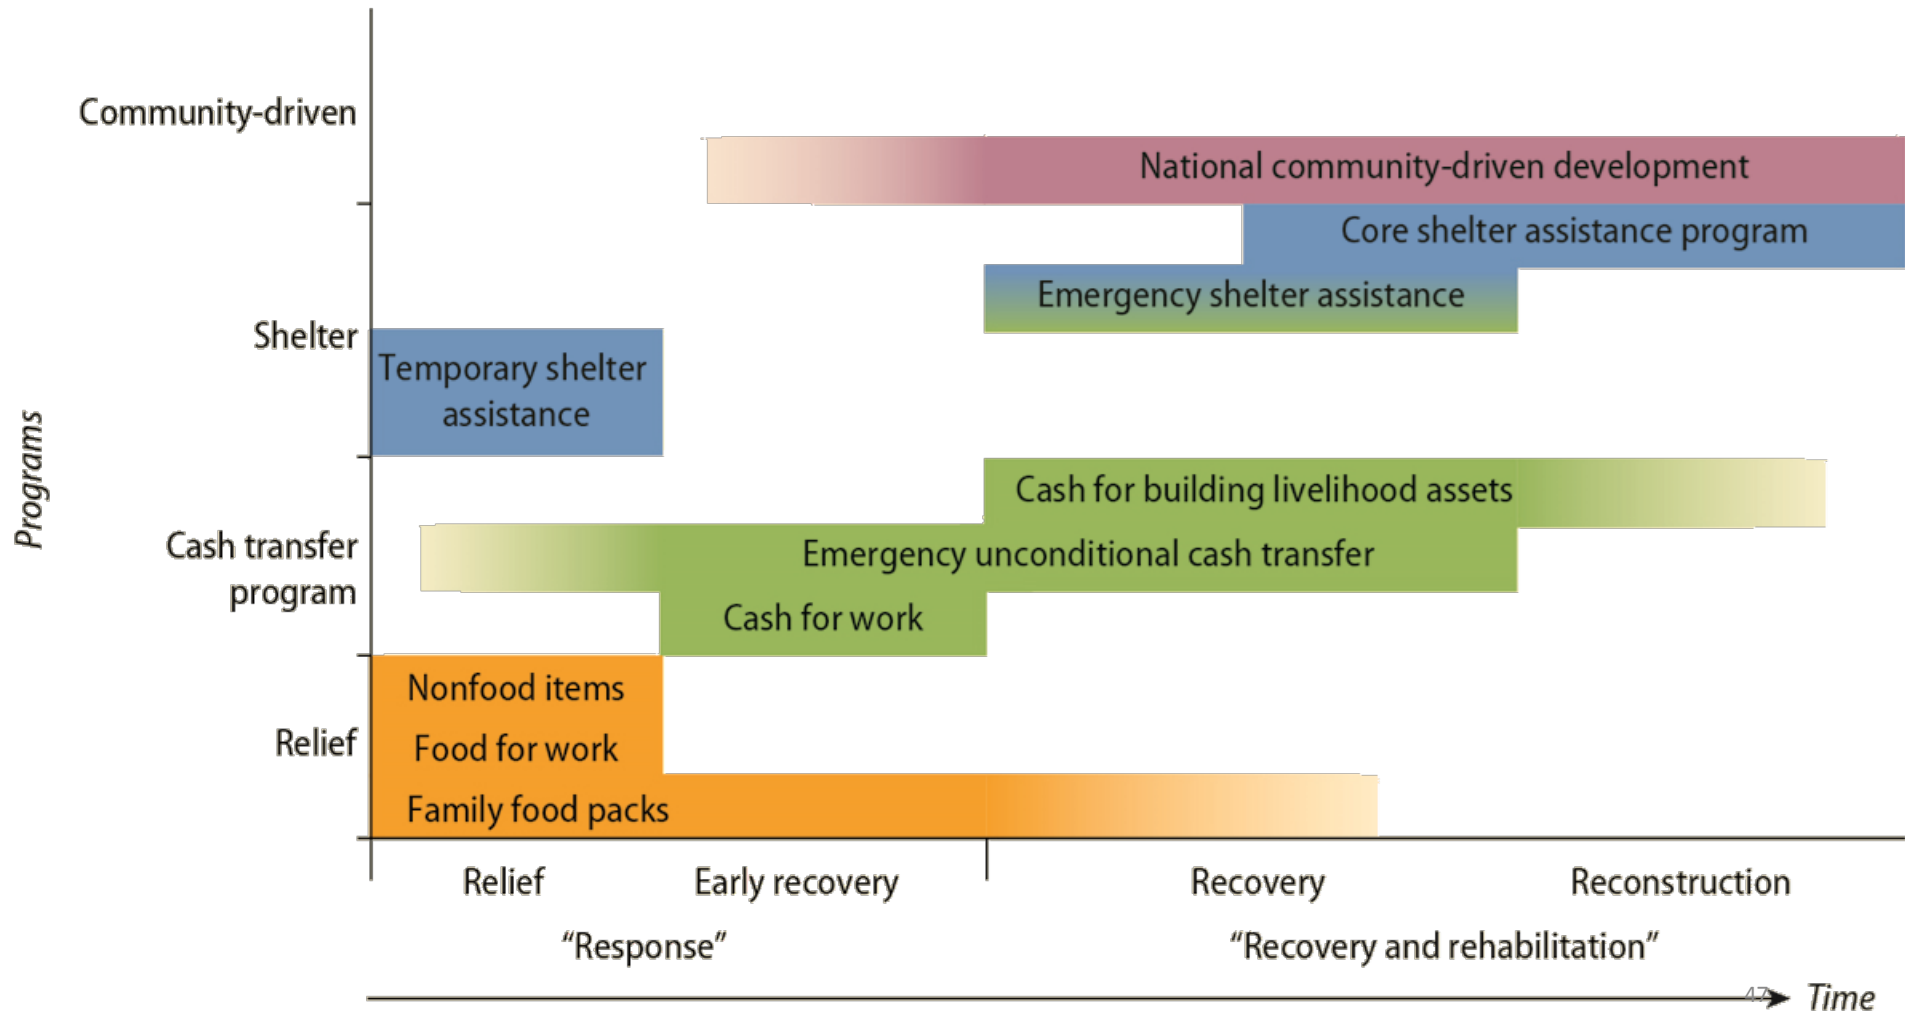 Community-driven
National community-driven development
Core shelter assistance program
Emergency shelter assistance
Shelter
Temporary shelter
assistance
Programs
Cash for building livelihood assets
Cash transfer
program
Emergency unconditional cash transfer
Cash for work
Nonfood items
Relief
Food for work
Family food packs
Relief
Early recovery
Recovery
Reconstruction
“Response”
“Recovery and rehabilitation”
47
Time